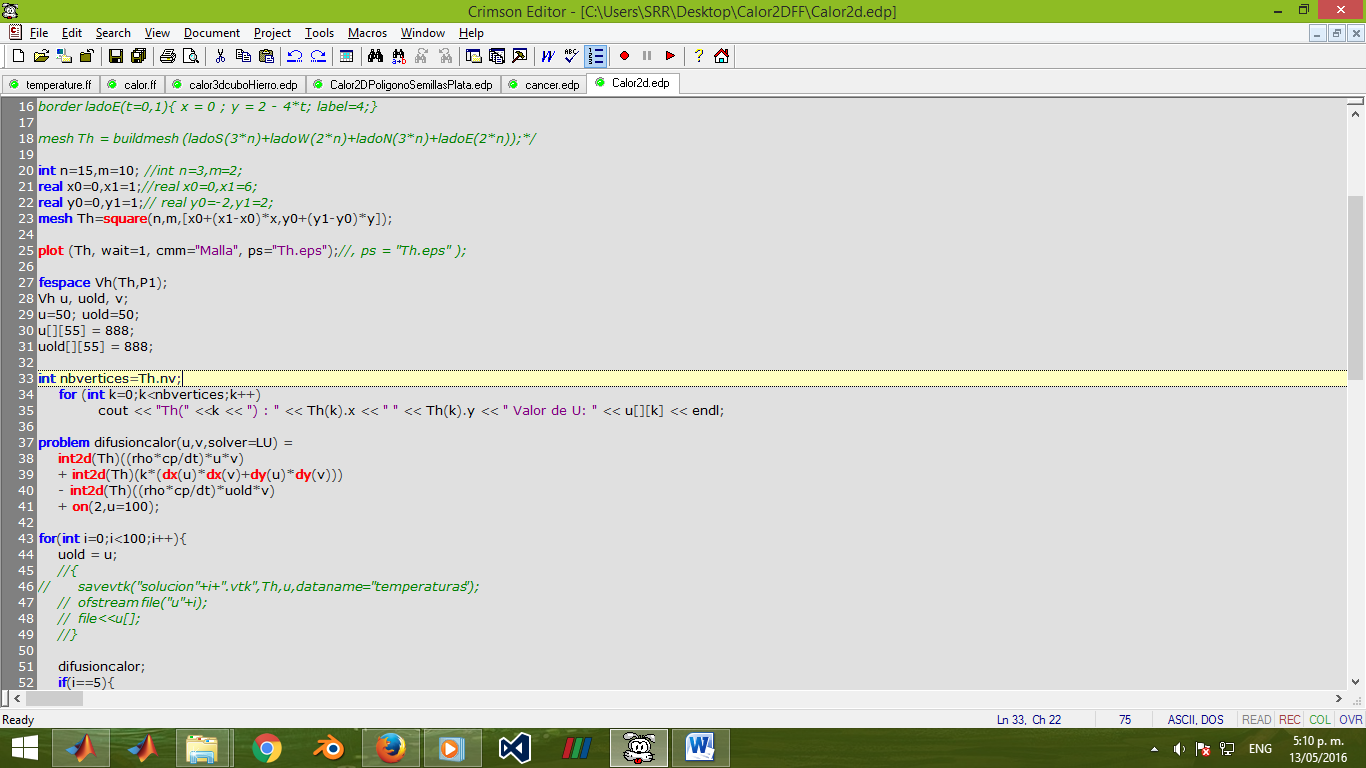 Crimson Editor - [C:\Users\SRR\Desktop\Calor2DFF\Calor2d.edp]
File Edit Search View Document Project Tools Macros Window Help
temperature.ff calor.ff calor3dcuboHierro.edp Calor2DPoligonoSemillasPlata.edp cancer.edp Calor2d.edp
16 border ladoE(t=0,1){ x = 0 ; y = 2 - 4*t; label=4;}
17
18 mesh Th = buildmesh (ladoS(3*n)+ladoW(2*n)+ladoN(3*n)+ladoE(2*n));*/
19
20 int n=15,m=10; //int n=3,m=2;
21 real x0=0,x1=1;//real x0=0,x1=6;
22 real y0=0,y1=1;// real y0=-2,y1=2;
23 mesh Th=square(n,m,[x0+(x1-x0)*x,y0+(y1-y0)*y]);
24
25 plot (Th, wait=1, cmm="Malla", ps="Th.eps");//, ps = "Th.eps" );
26
27 fespace Vh(Th,P1);
28 Vh u, uold, v;
29 u=50; uold=50;
30 u[][55] = 888;
31 uold[][55] = 888;
32
33 int nbvertices=Th.nv;
34 for (int k=0;k<nbvertices;k++)
35 cout << "Th(" <<k << ") : " << Th(k).x << " " << Th(k).y << " Valor de U: " << u[][k] << endl;
36
37 problem difusioncalor(u,v,solver=LU) =
38 int2d(Th)((rho*cp/dt)*u*v)
39 + int2d(Th)(k*(dx(u)*dx(v)+dy(u)*dy(v)))
40 - int2d(Th)((rho*cp/dt)*uold*v)
41 + on(2,u=100);
42
43 for(int i=0;i<100;i++){
44 uold = u;
45 //{
46 // savevtk("solucion"+i+".vtk",Th,u,dataname="temperaturas");
47 // ofstream file("u"+i);
48 // file<<u[];
49 //}
50
51 difusioncalor;
52 if(i==5){
Ready Ln 33, Ch 22 75 ASCII, DOS READ REC COL OVR
ENG 5:10 p. m.
13/05/2016